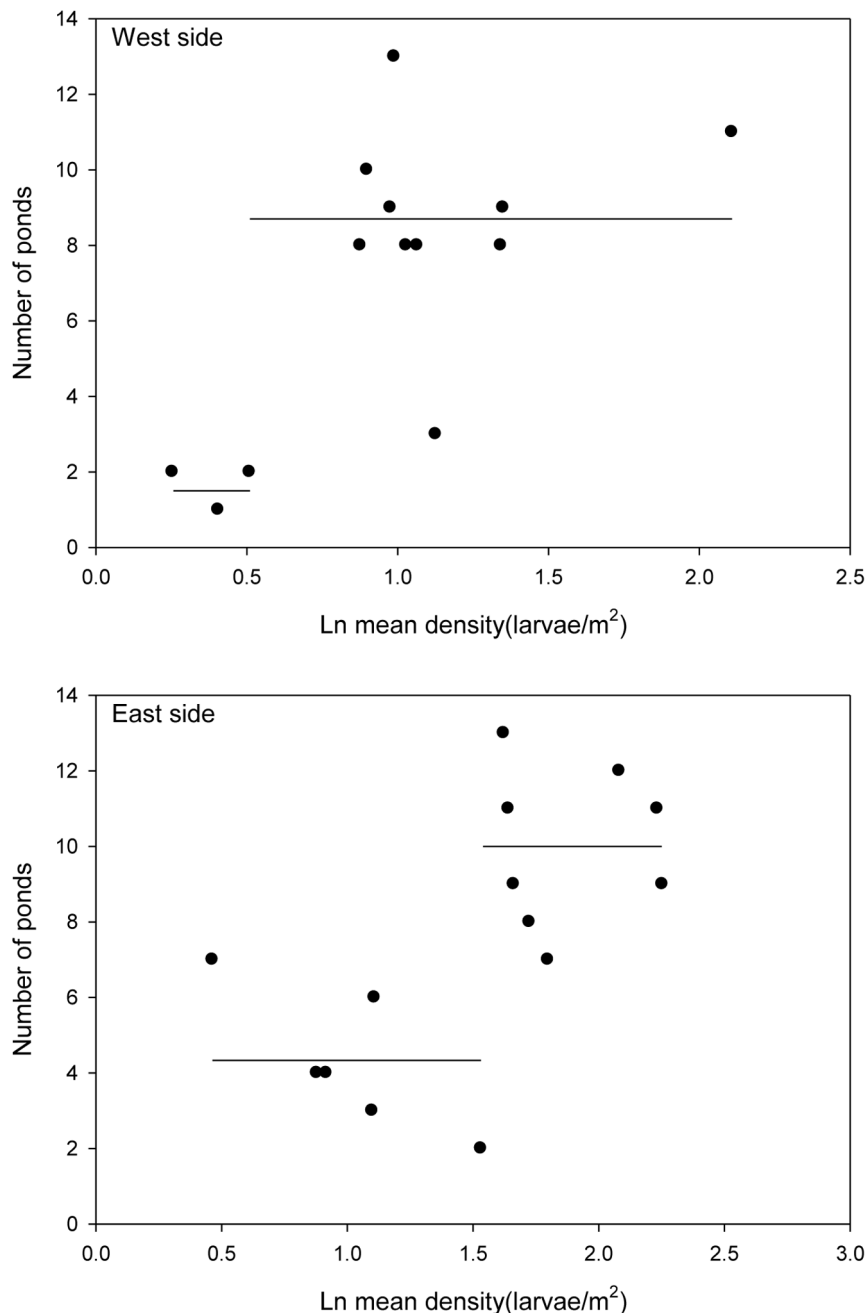 West side
Number of ponds
14
12
10
8
6
4
2
0
0.0 0.5 1.0 1.5 2.0 2.5
Ln mean density(larvae/m²)
East side
Number of ponds
14
12
10
8
6
4
2
0
0.0 0.5 1.0 1.5 2.0 2.5 3.0
Ln mean density(larvae/m²)